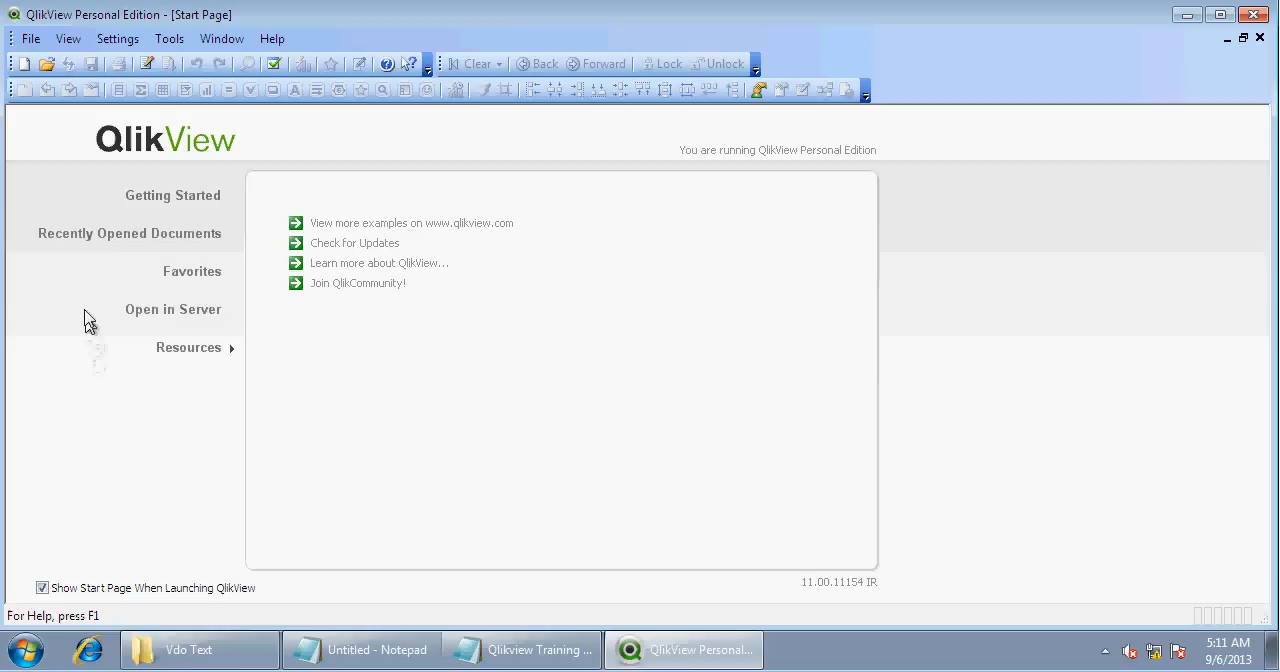 QlikView Personal Edition - [Start Page]
File View Settings Tools Window Help
Clear Back Forward Lock Unlock
QlikView
You are running QlikView Personal Edition
Getting Started
Recently Opened Documents
Favorites
Open in Server
Resources
View more examples on www.qlikview.com
Check for Updates
Learn more about QlikView...
Join QlikCommunity!
Show Start Page When Launching QlikView
11.00.11154 IR
For Help, press F1
Vdo Text
Untitled - Notepad
Qlikview Training ...
QlikView Personal...
5:11 AM
9/6/2013